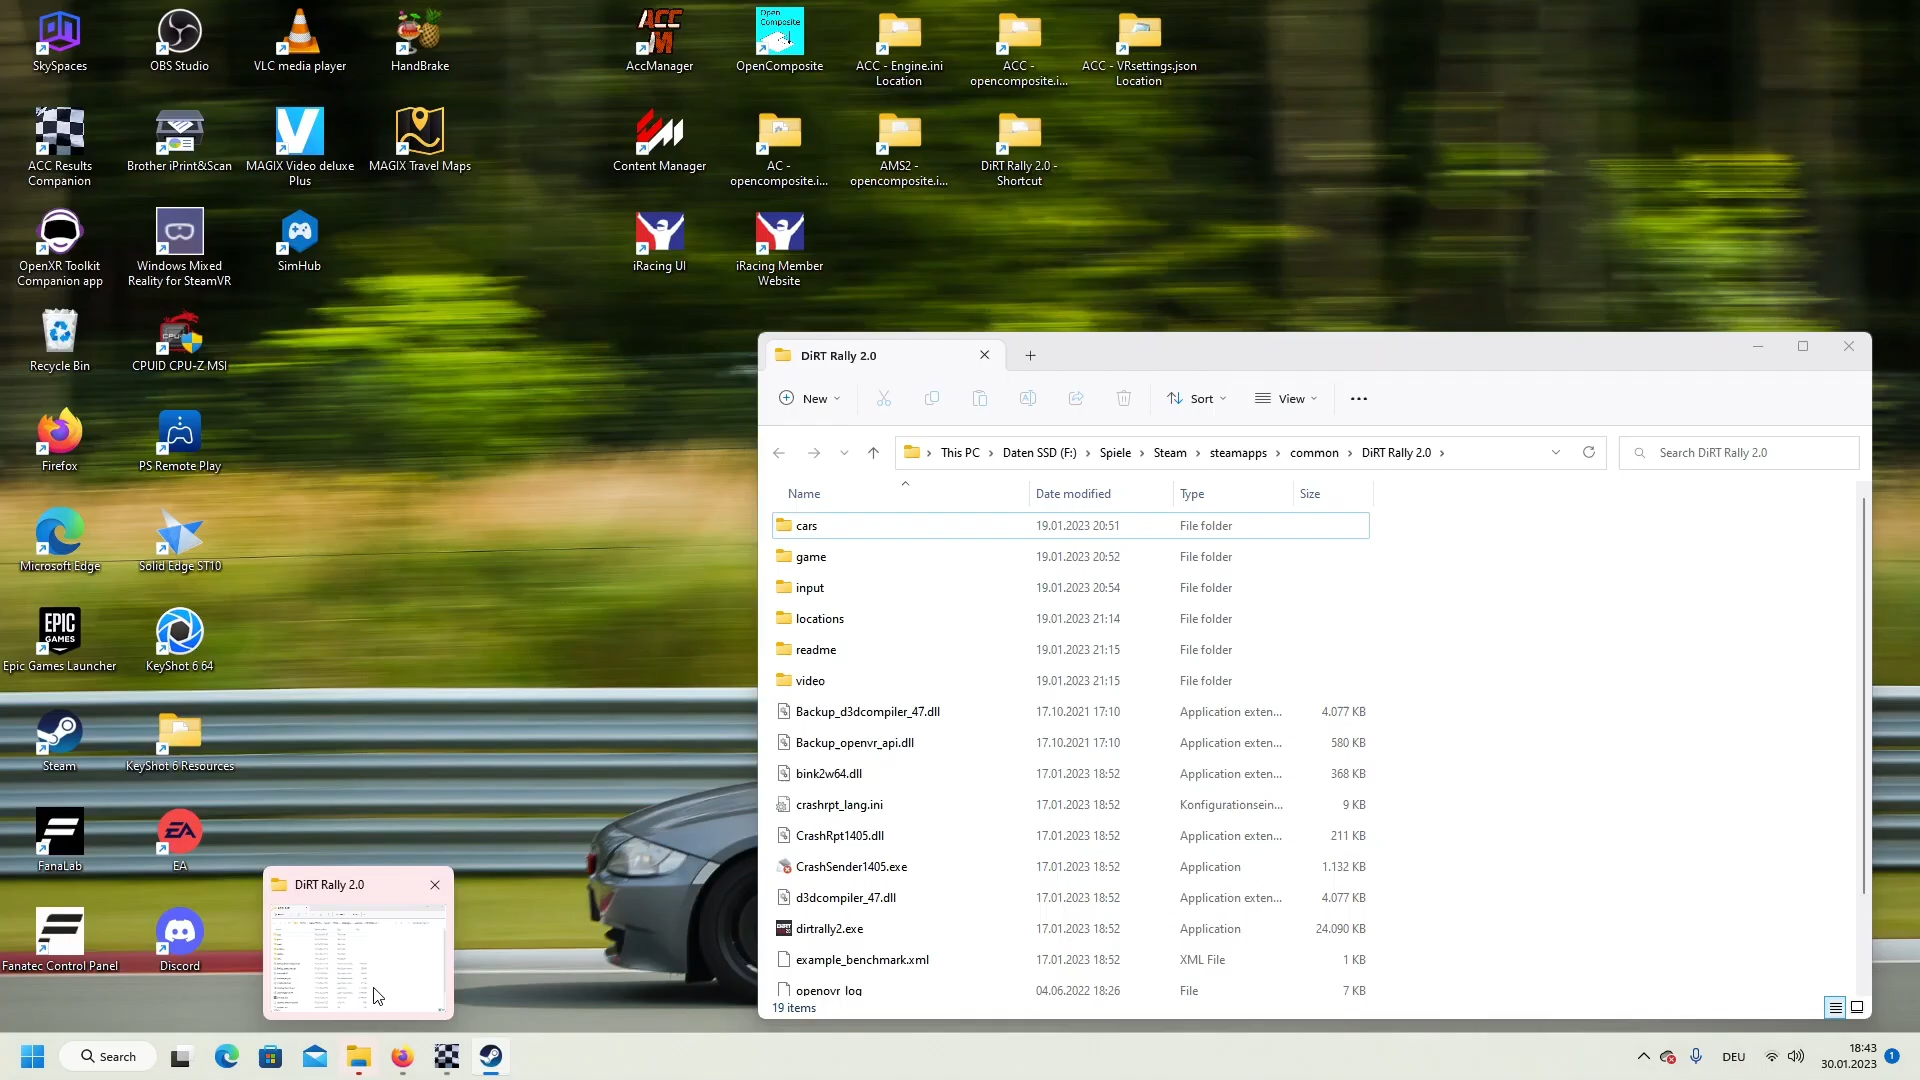 SkySpaces
OBS Studio
VLC media player
HandBrake
AccManager
Open
Composite
OpenComposite
ACC - Engine.ini
Location
ACC -
opencomposite.i...
ACC - VRsettings.json
Location
ACC Results
Companion
Brother iPrint&Scan
MAGIX Video deluxe
Plus
MAGIX Travel Maps
Content Manager
AC -
opencomposite.i...
AMS2 -
opencomposite.i...
DiRT Rally 2.0 -
Shortcut
OpenXR Toolkit
Companion app
Windows Mixed
Reality for SteamVR
SimHub
iRacing UI
iRacing Member
Website
Recycle Bin
CPUID CPU-Z MSI
Firefox
PS Remote Play
Microsoft Edge
Solid Edge ST10
EPIC
GAMES
Epic Games Launcher
KeyShot 6 64
Steam
KeyShot 6 Resources
FanaLab
EA
EA
Fanatec Control Panel
Discord
DiRT Rally 2.0
DiRT Rally 2.0
New
Sort
View
This PC > Daten SSD (F:) > Spiele > Steam > steamapps > common > DiRT Rally 2.0 >
Search DiRT Rally 2.0
Name Date modified Type Size
cars 19.01.2023 20:51 File folder
game 19.01.2023 20:52 File folder
input 19.01.2023 20:54 File folder
locations 19.01.2023 21:14 File folder
readme 19.01.2023 21:15 File folder
video 19.01.2023 21:15 File folder
Backup_d3dcompiler_47.dll 17.10.2021 17:10 Application exten... 4.077 KB
Backup_openvr_api.dll 17.10.2021 17:10 Application exten... 580 KB
bink2w64.dll 17.01.2023 18:52 Application exten... 368 KB
crashrpt_lang.ini 17.01.2023 18:52 Konfigurationsein... 9 KB
CrashRpt1405.dll 17.01.2023 18:52 Application exten... 211 KB
CrashSender1405.exe 17.01.2023 18:52 Application 1.132 KB
d3dcompiler_47.dll 17.01.2023 18:52 Application exten... 4.077 KB
dirtrally2.exe 17.01.2023 18:52 Application 24.090 KB
example_benchmark.xml 17.01.2023 18:52 XML File 1 KB
openovr_log 04.06.2022 18:26 File 7 KB
19 items
Search
DEU
18:43
30.01.2023
1